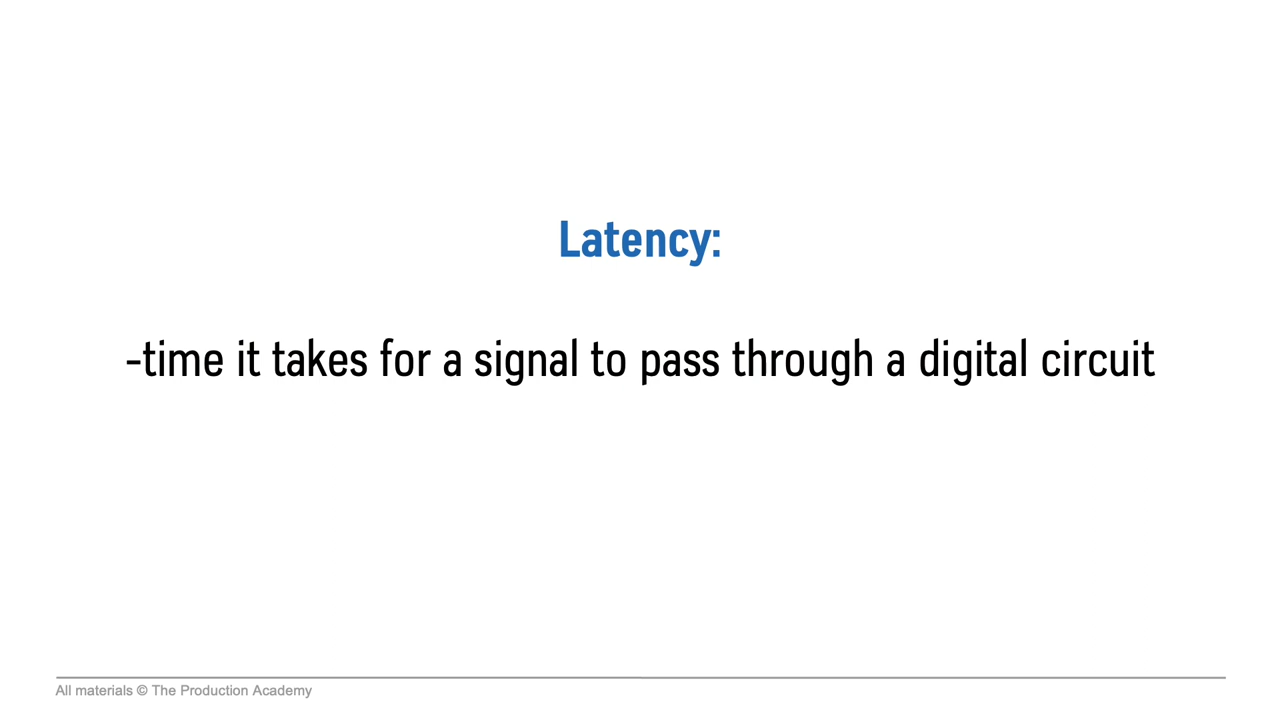 Latency:
-time it takes for a signal to pass through a digital circuit
All materials © The Production Academy